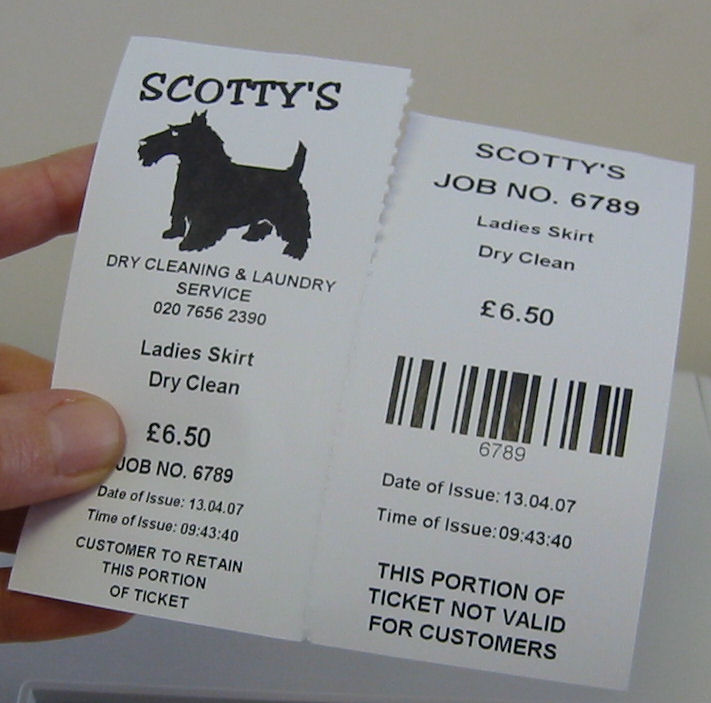 SCOTTY'S
DRY CLEANING & LAUNDRY
SERVICE
020 7656 2390
Ladies Skirt
Dry Clean
£6.50
JOB NO. 6789
Date of Issue: 13.04.07
Time of Issue: 09:43:40
CUSTOMER TO RETAIN
THIS PORTION
OF TICKET
SCOTTY'S
JOB NO. 6789
Ladies Skirt
Dry Clean
£6.50
6789
Date of Issue: 13.04.07
Time of Issue: 09:43:40
THIS PORTION OF
TICKET NOT VALID
FOR CUSTOMERS